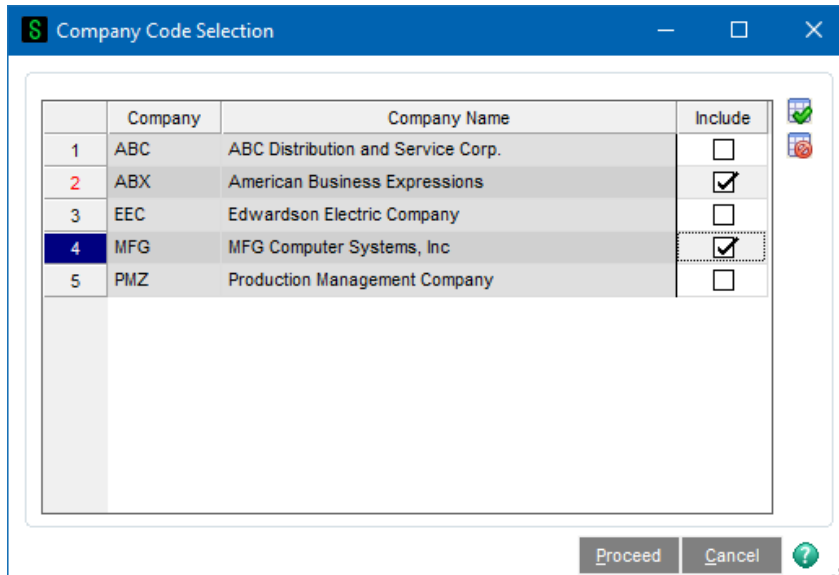 S Company Code Selection
Company Company Name Include
1 ABC ABC Distribution and Service Corp.
2 ABX American Business Expressions
3 EEC Edwardson Electric Company
4 MFG MFG Computer Systems, Inc
5 PMZ Production Management Company
Proceed Cancel ?